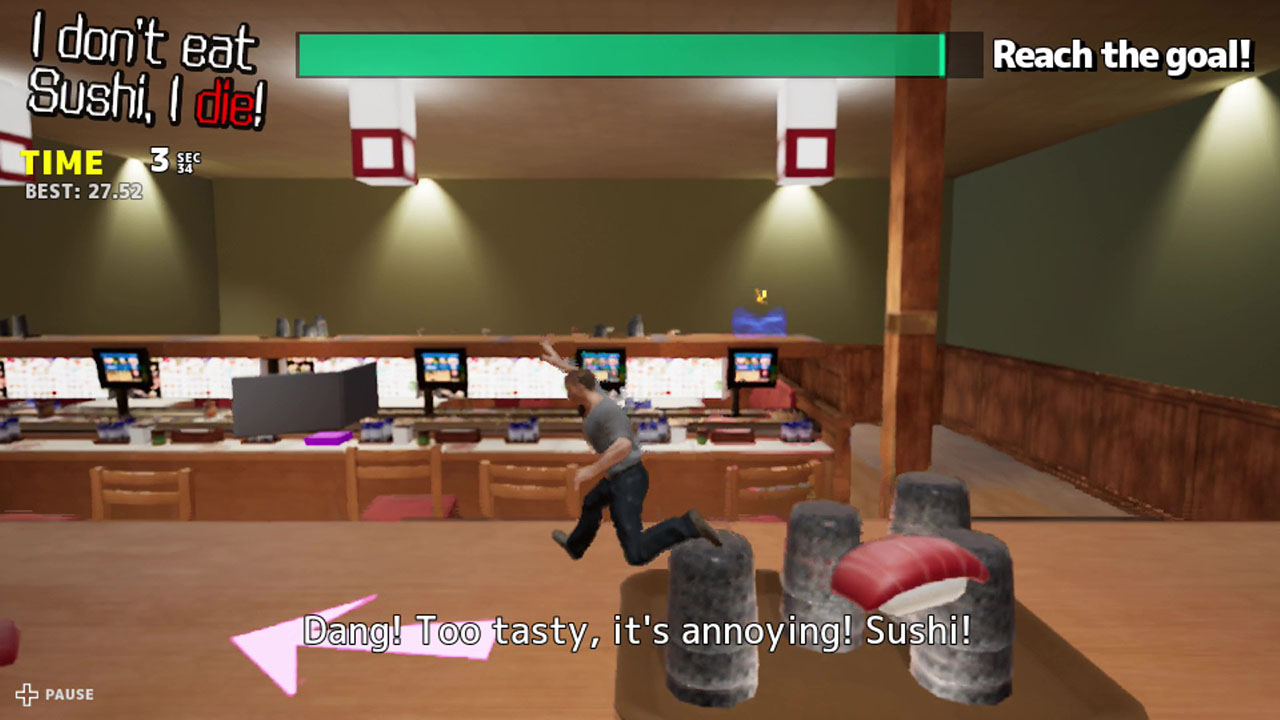 I don't eat
Sushi, I die!
Reach the goal!
TIME 3 SEC 34
BEST: 27.52
Dang! Too tasty, it's annoying! Sushi!
PAUSE